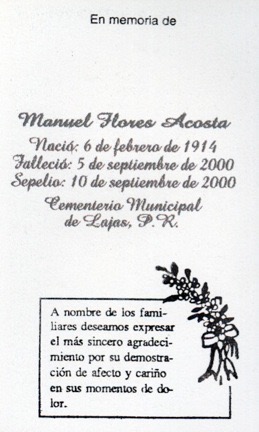 En memoria de
Manuel Flores Acosta
Nació: 6 de febrero de 1914
Falleció: 5 de septiembre de 2000
Sepelio: 10 de septiembre de 2000
Cementerio Municipal
de Lajas, P.R.
A nombre de los fami-
liares deseamos expresar
el más sincero agradeci-
miento por su demostra-
ción de afecto y cariño
en sus momentos de do-
lor.